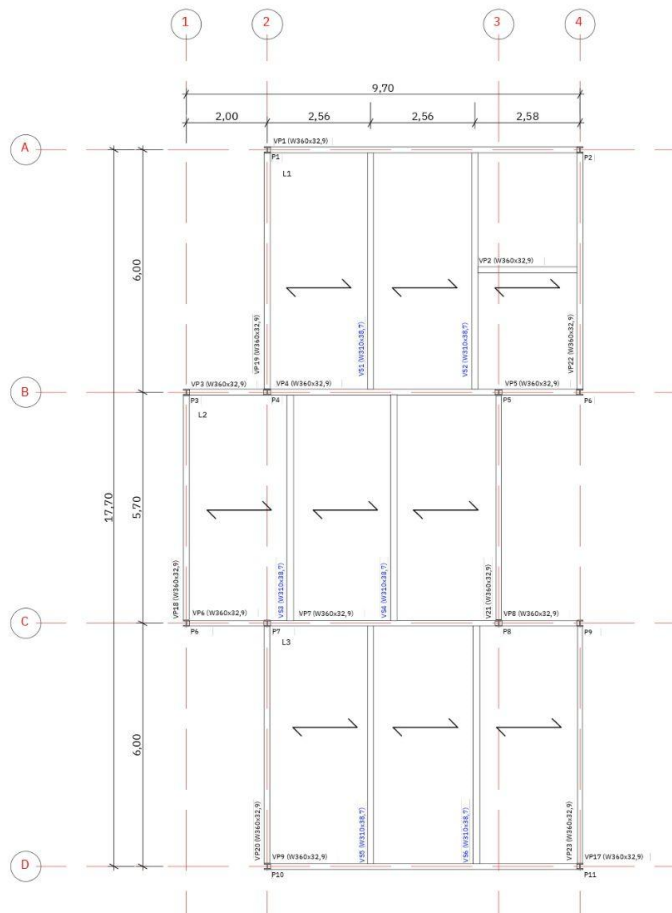 1
2
3
4
9,70
2,00
2,56
2,56
2,58
VP1 (W360x32,9)
A
P1
P2
L1
6,00
VP2 (W360x32,9)
VP19 (W360x32,9)
VS1 (W310x38,7)
VS2 (W310x38,7)
VP22 (W360x32,9)
VP3 (W360x32,9)
VP4 (W360x32,9)
VP5 (W360x32,9)
B
P3
P4
P5
P6
L2
17,70
5,70
VP18 (W360x32,9)
VS3 (W310x38,7)
VS4 (W310x38,7)
V21 (W360x32,9)
VP6 (W360x32,9)
VP7 (W360x32,9)
VP8 (W360x32,9)
C
P6
P7
P8
P9
L3
6,00
VP20 (W360x32,9)
VS5 (W310x38,7)
VS6 (W310x38,7)
VP23 (W360x32,9)
VP9 (W360x32,9)
VP17 (W360x32,9)
D
P10
P11